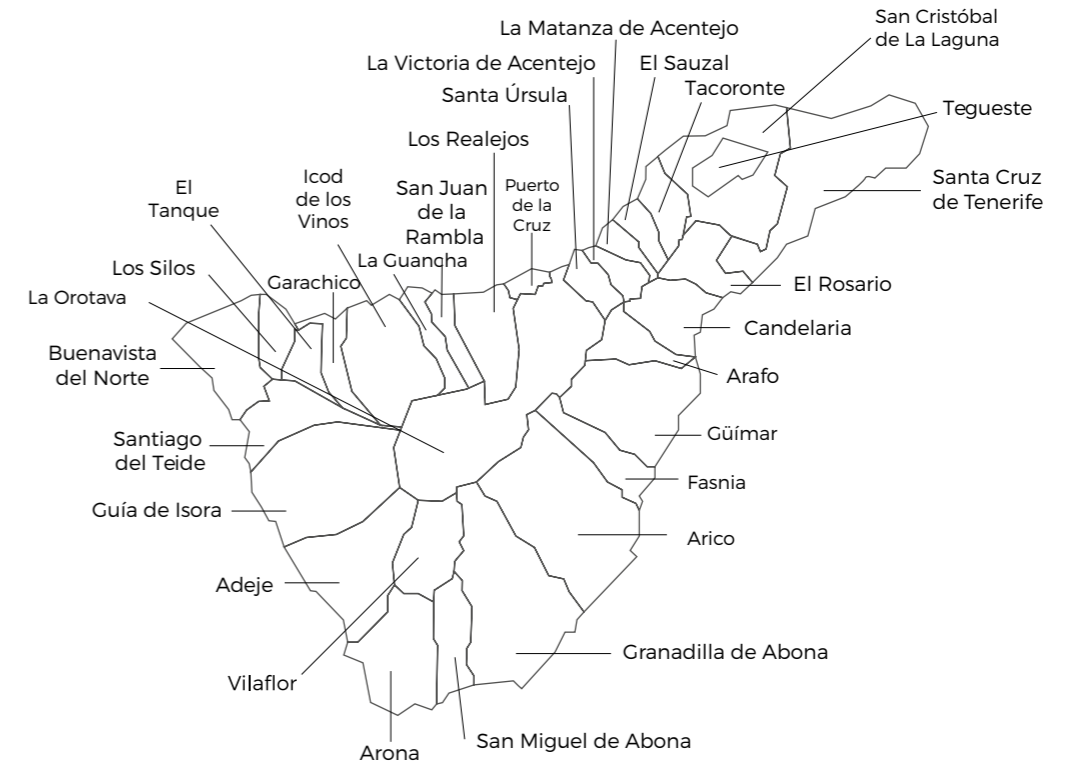 San Cristóbal
de La Laguna
La Matanza de Acentejo
La Victoria de Acentejo
El Sauzal
Santa Úrsula
Tacoronte
Tegueste
Los Realejos
Icod
de los
Vinos
San Juan
de la
Rambla
Puerto
de la
Cruz
Santa Cruz
de Tenerife
El
Tanque
La Guancha
Los Silos
Garachico
El Rosario
La Orotava
Candelaria
Buenavista
del Norte
Arafo
Santiago
del Teide
Güímar
Fasnia
Guía de Isora
Arico
Adeje
Granadilla de Abona
Vilaflor
San Miguel de Abona
Arona